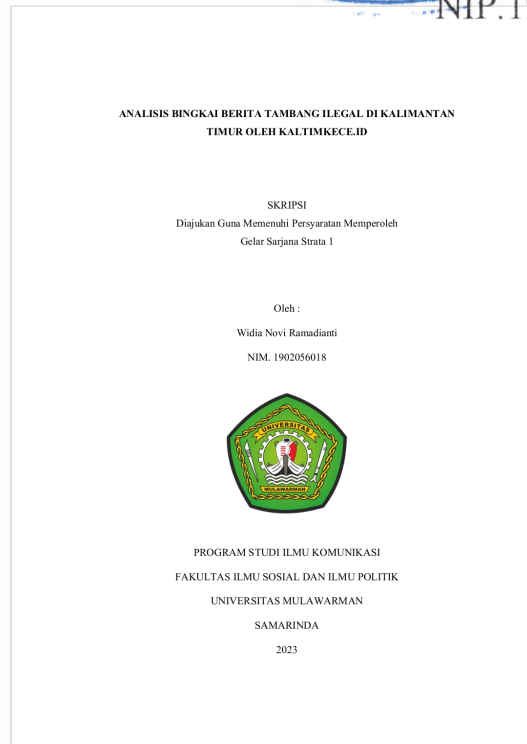 NIP.1
ANALISIS BINGKAI BERITA TAMBANG ILEGAL DI KALIMANTAN
TIMUR OLEH KALTIMKECE.ID
SKRIPSI
Diajukan Guna Memenuhi Persyaratan Memperoleh
Gelar Sarjana Strata 1
Oleh :
Widia Novi Ramadianti
NIM. 1902056018
UNIVERSITAS
MULAWARMAN
PROGRAM STUDI ILMU KOMUNIKASI
FAKULTAS ILMU SOSIAL DAN ILMU POLITIK
UNIVERSITAS MULAWARMAN
SAMARINDA
2023